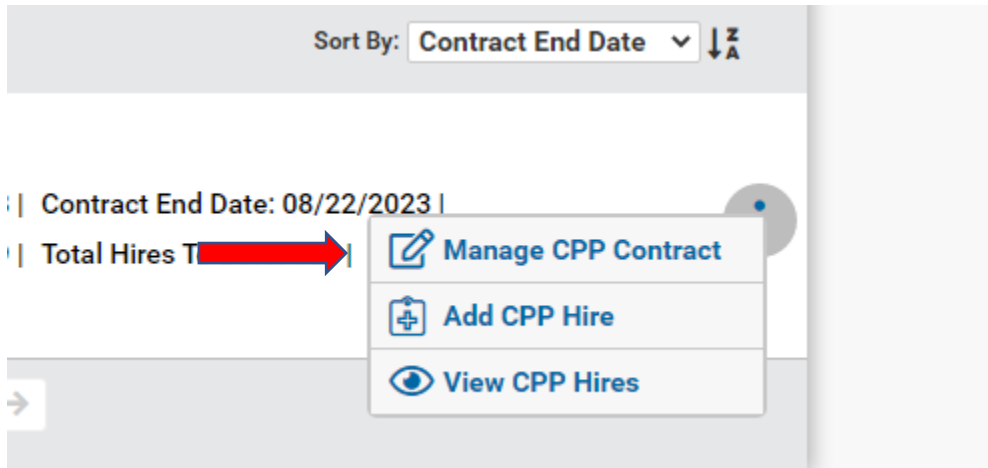 Sort By: Contract End Date
| Contract End Date: 08/22/2023 |
| Total Hires |
Manage CPP Contract
Add CPP Hire
View CPP Hires